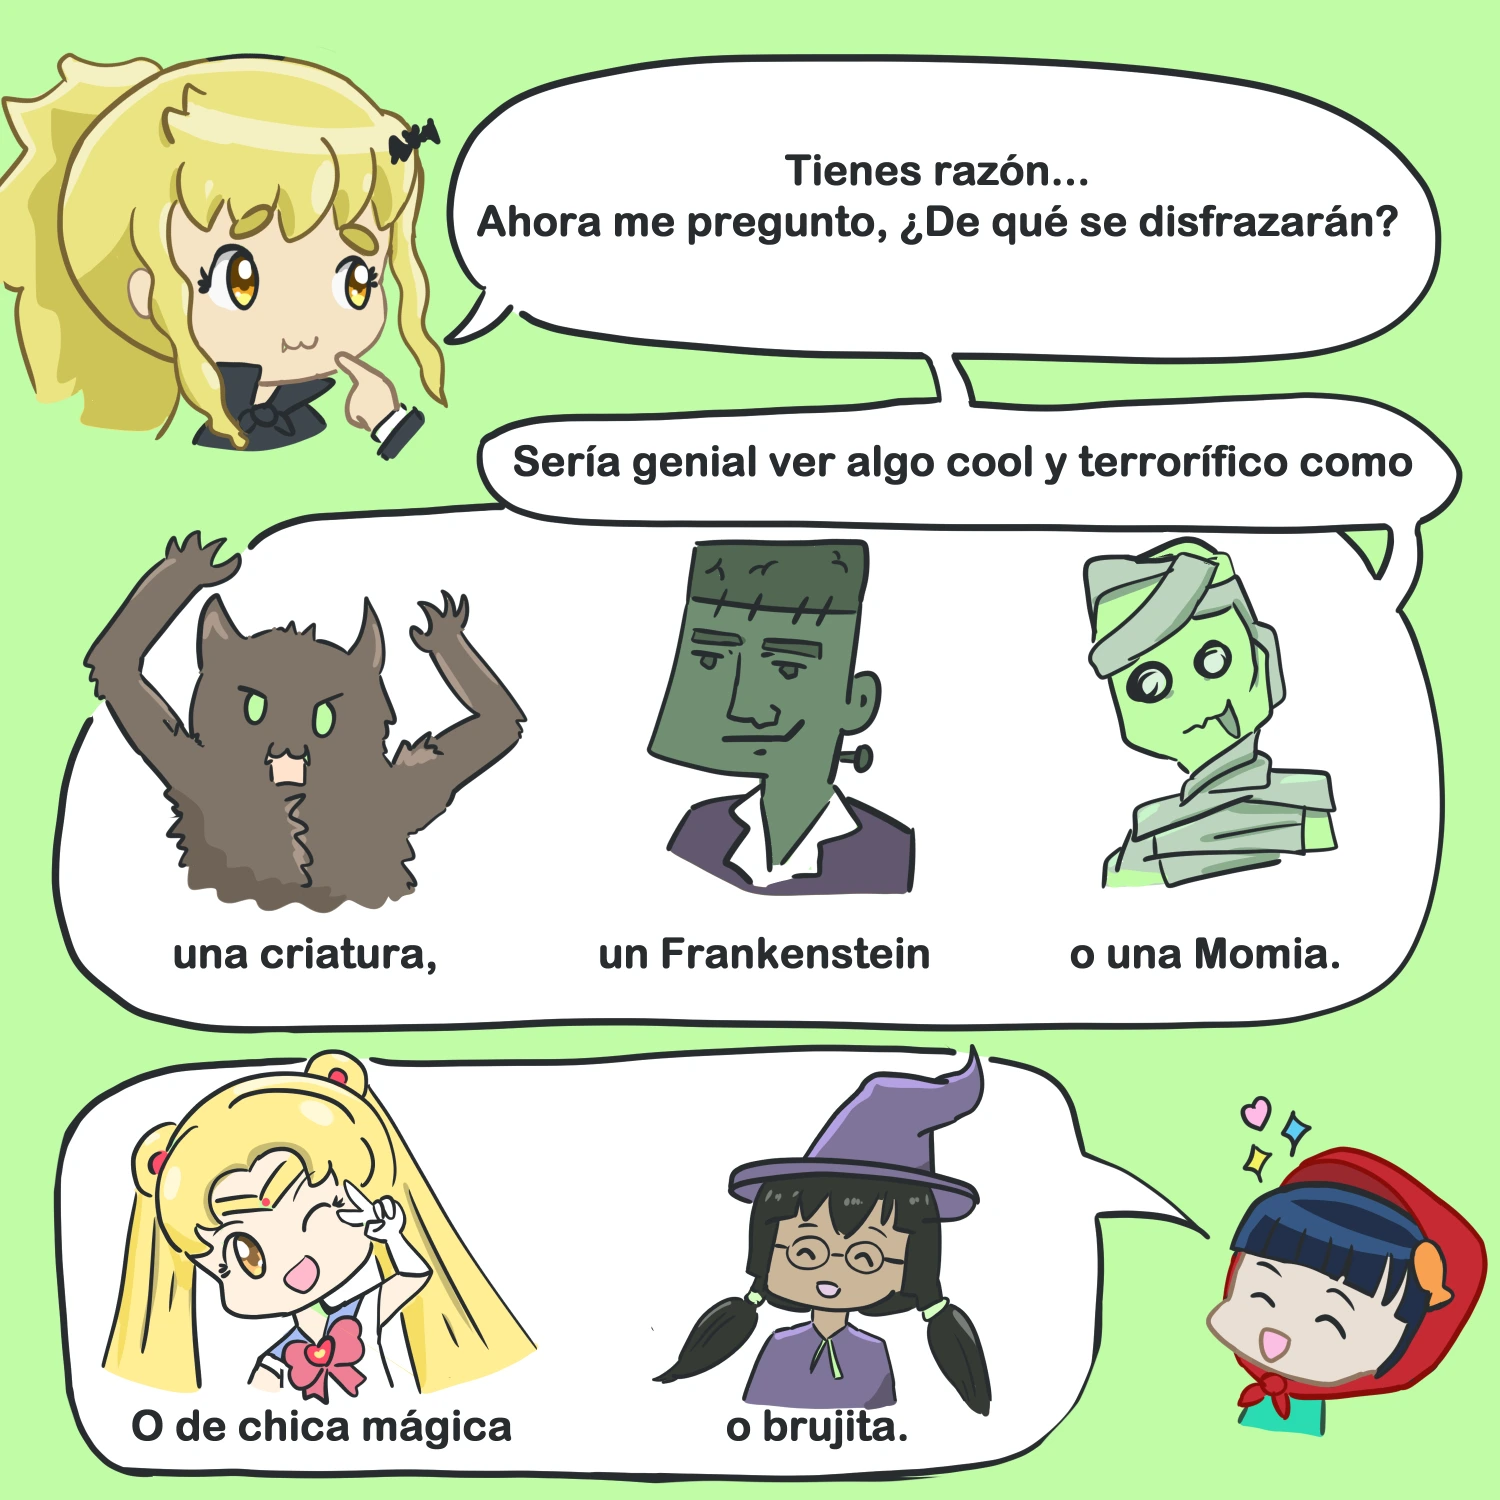 Tienes razón...
Ahora me pregunto, ¿De qué se disfrazarán?
Sería genial ver algo cool y terrorífico como
una criatura,
un Frankenstein
o una Momia.
O de chica mágica
o brujita.